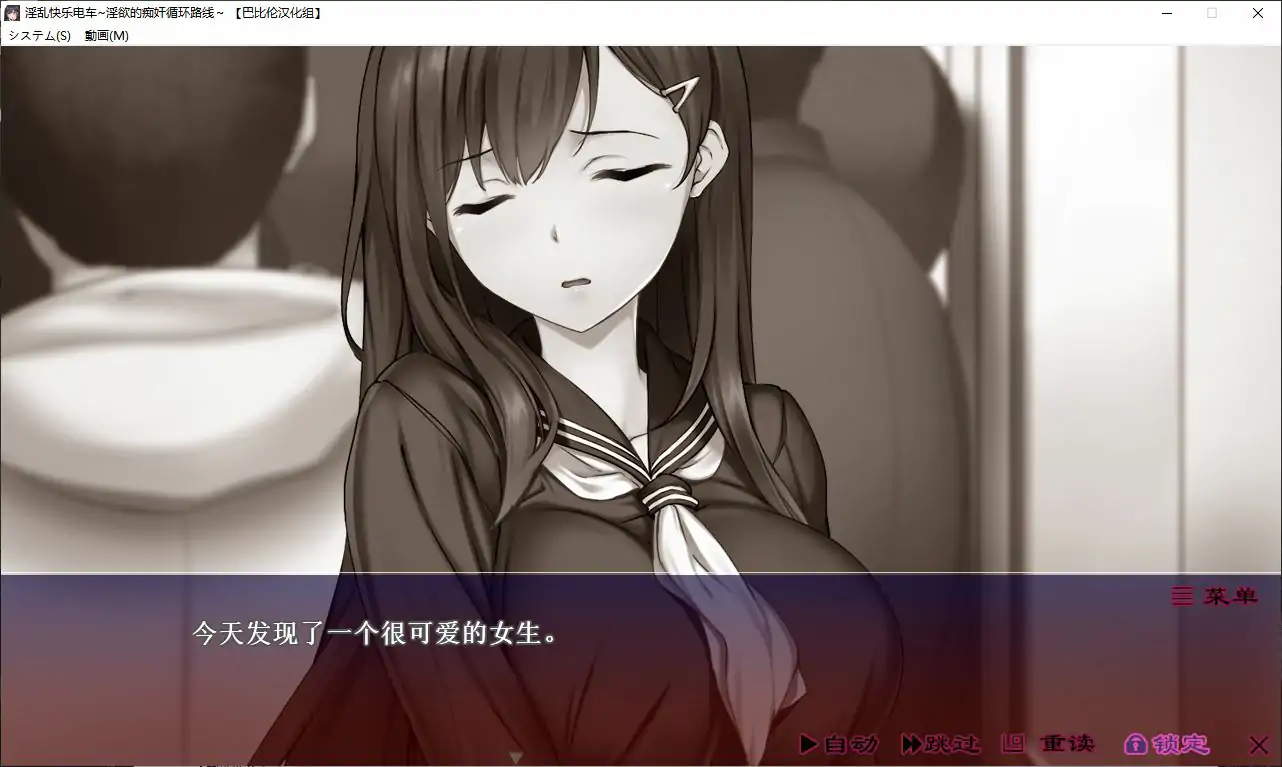 淫乱快乐电车~淫欲的痴奸循环路线~ 【巴比伦汉化组】
システム(S) 動画(M)
菜单
今天发现了一个很可爱的女生。
自动 跳过 重读 锁定